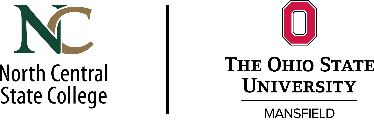 NC
North Central
State College
O
THE OHIO STATE
UNIVERSITY
MANSFIELD